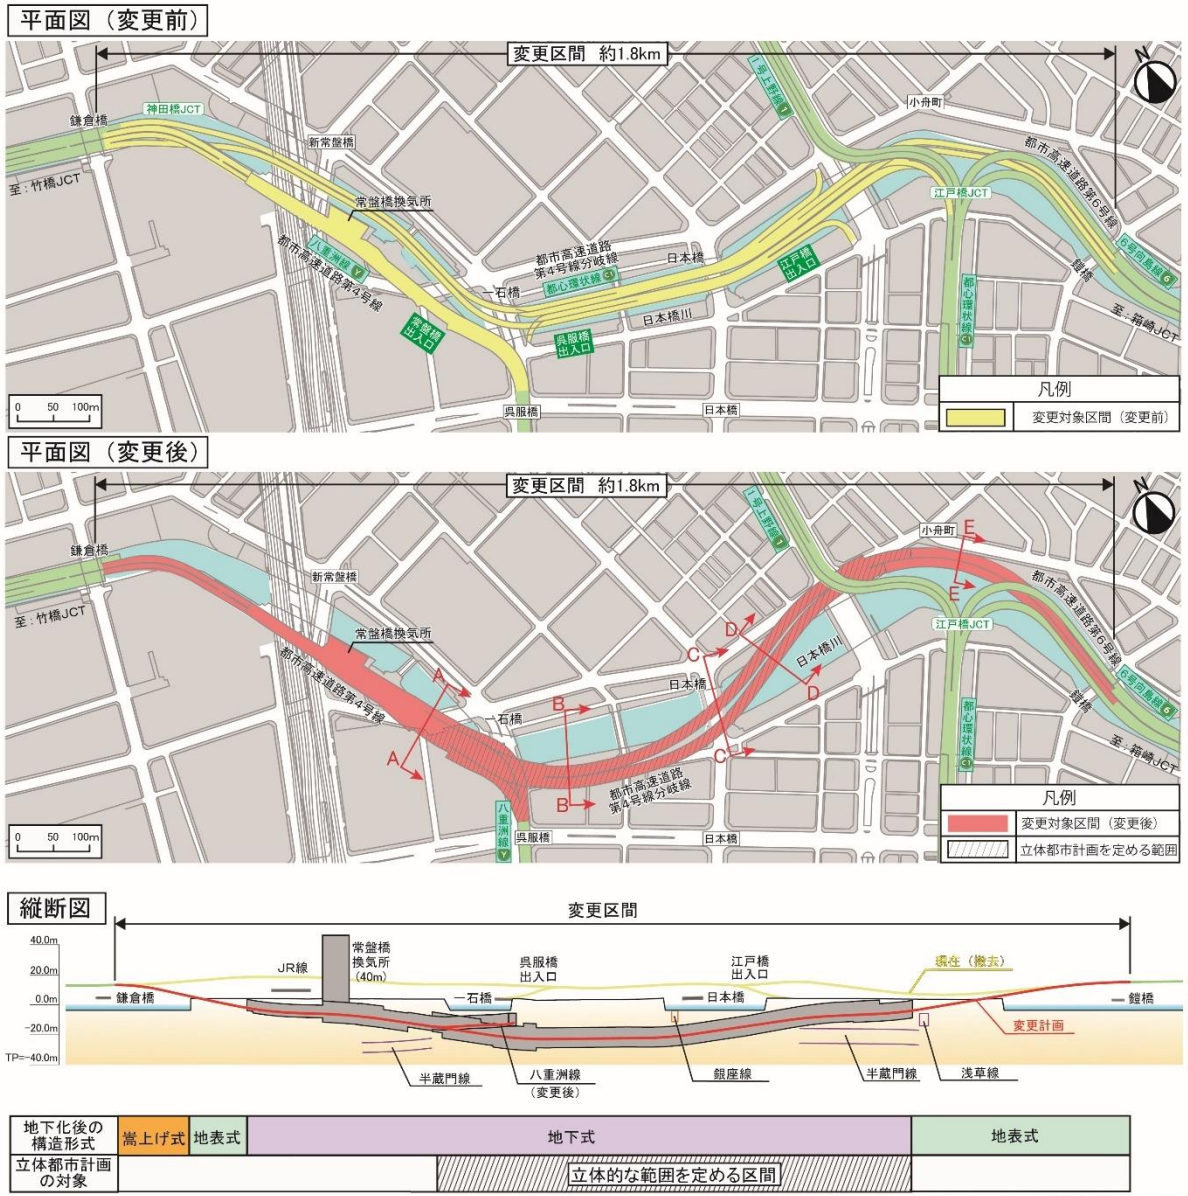 平面図（変更前）
変更区間 約1.8km
N
神田橋JCT
鎌倉橋
至：竹橋JCT
新常盤橋
常盤橋換気所
八重洲線 Y
都市高速道路第4号線
常盤橋
出入口
一石橋
都市高速道路
第4号線分岐線
都心環状線 C1
呉服橋
出入口
呉服橋
日本橋
日本橋川
江戸橋
出入口
日本橋
1号上野線 1
小舟町
江戸橋JCT
都市高速道路第6号線
6号向島線 6
鎧橋
至：箱崎JCT
都心環状線 C1
0 50 100m
凡例
変更対象区間（変更前）
平面図（変更後）
変更区間 約1.8km
N
鎌倉橋
至：竹橋JCT
新常盤橋
常盤橋換気所
都市高速道路第4号線
A
A
一石橋
B
B
八重洲線 Y
呉服橋
都市高速道路
第4号線分岐線
日本橋
C
C
D
D
日本橋川
日本橋
1号上野線 1
小舟町
E
E
江戸橋JCT
都市高速道路第6号線
6号向島線 6
鎧橋
至：箱崎JCT
都心環状線 C1
0 50 100m
凡例
変更対象区間（変更後）
立体都市計画を定める範囲
縦断図
変更区間
40.0m
20.0m
0.0m
-20.0m
TP=-40.0m
鎌倉橋
JR線
常盤橋
換気所
(40m)
一石橋
呉服橋
出入口
日本橋
江戸橋
出入口
現在（撤去）
鎧橋
変更計画
半蔵門線
八重洲線
(変更後)
銀座線
半蔵門線
浅草線
地下化後の
構造形式
嵩上げ式
地表式
地下式
地表式
立体都市計画
の対象
立体的な範囲を定める区間